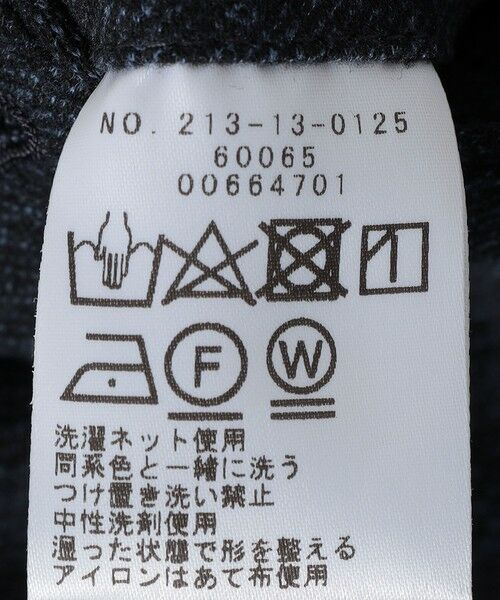 NO. 213-13-0125
60065
00664701
F W
洗濯ネット使用
同系色と一緒に洗う
つけ置き洗い禁止
中性洗剤使用
湿った状態で形を整える
アイロンはあて布使用